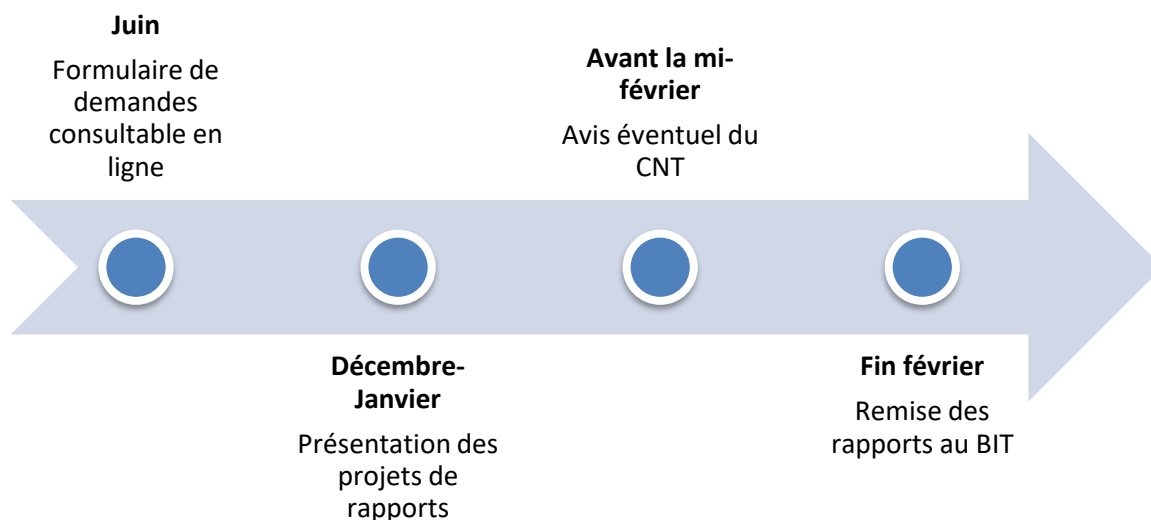 Juin
Formulaire de
demandes
consultable en
ligne
Décembre-
Janvier
Présentation des
projets de
rapports
Avant la mi-
février
Avis éventuel du
CNT
Fin février
Remise des
rapports au BIT